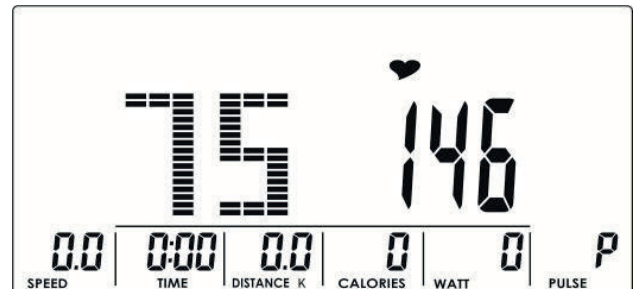 75 146
0.0 0:00 0.0 0 0 P
SPEED TIME DISTANCE K CALORIES WATT PULSE